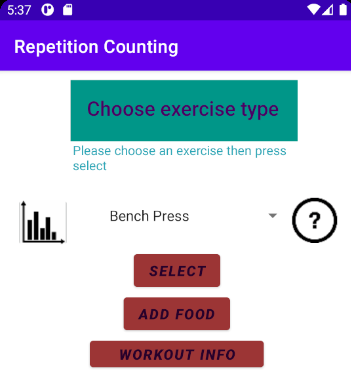 5:37
Repetition Counting
Choose exercise type
Please choose an exercise then press
select
Bench Press
?
SELECT
ADD FOOD
WORKOUT INFO